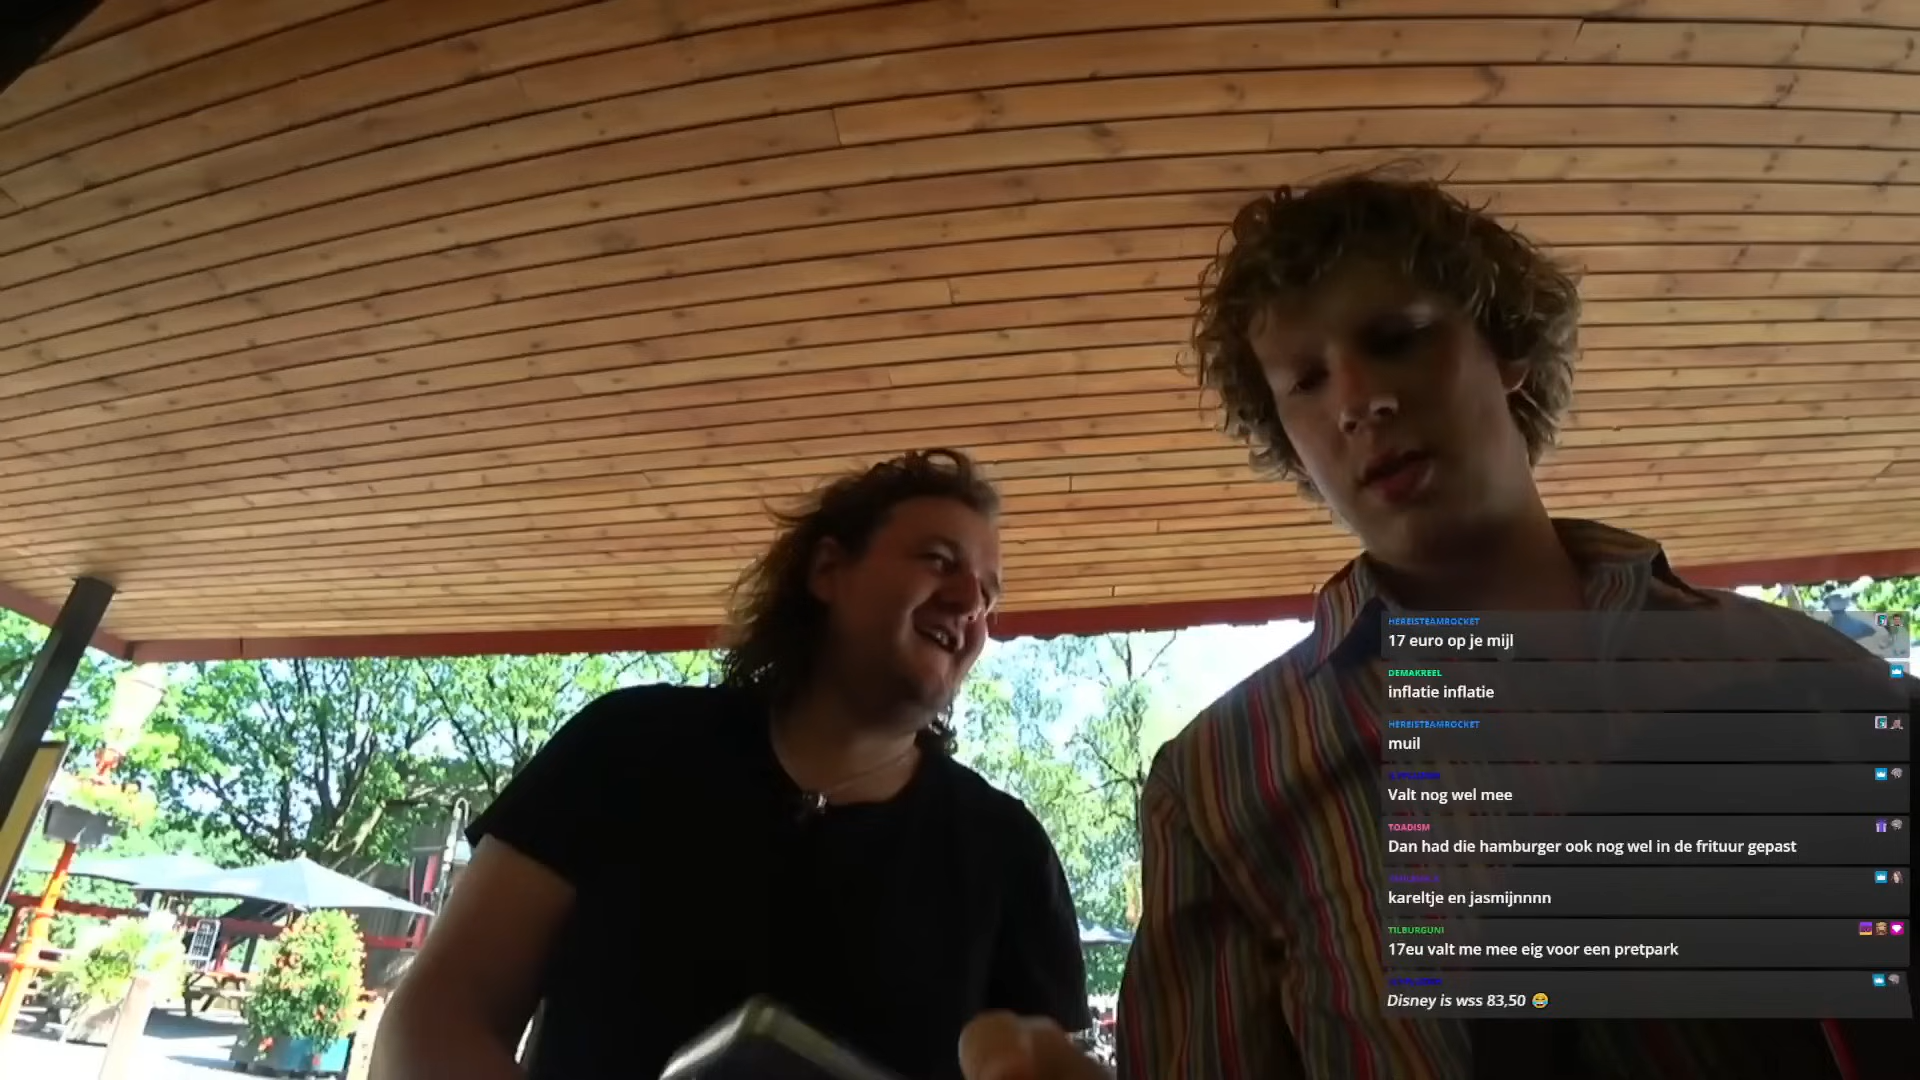 HEREISTEAMROCKET
17 euro op je mijl
DEMAKREEL
inflatie inflatie
HEREISTEAMROCKET
muil
Valt nog wel mee
TOADISM
Dan had die hamburger ook nog wel in de frituur gepast
kareltje en jasmijnnnn
TILBURGUNI
17eu valt me mee eig voor een pretpark
Disney is wss 83,50 😂